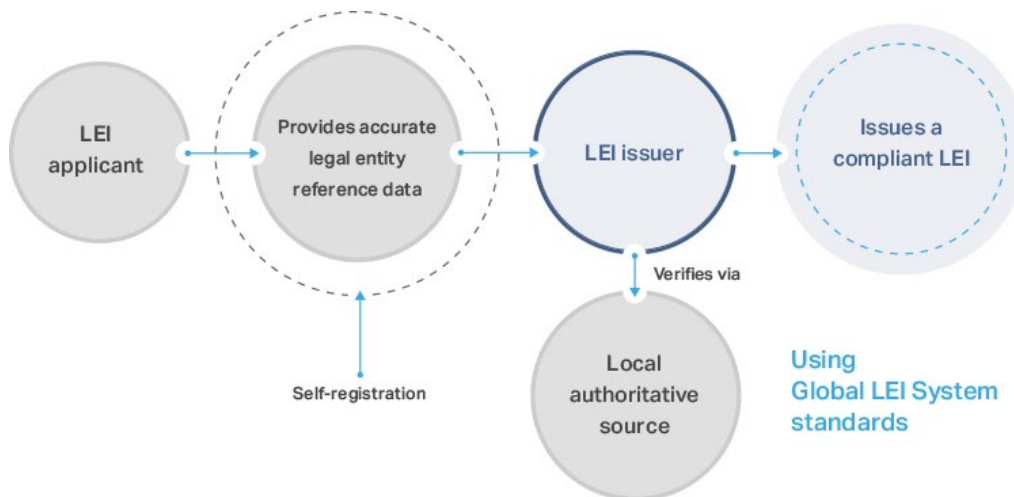 LEI
applicant
Provides accurate
legal entity
reference data
LEI issuer
Issues a
compliant LEI
Verifies via
Self-registration
Local
authoritative
source
Using
Global LEI System
standards